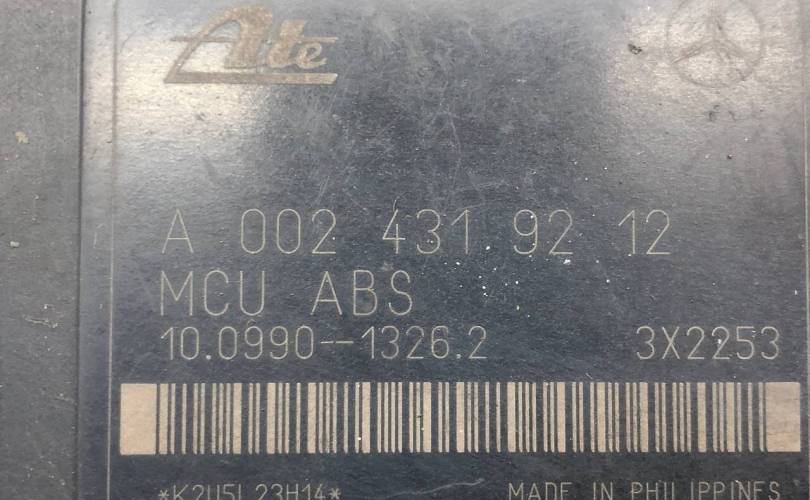 Ate
A 002 431 92 12
MCU ABS
10.0990-1326.2 3X2253
*K2U5L23H14*
MADE IN PHILIPPINES